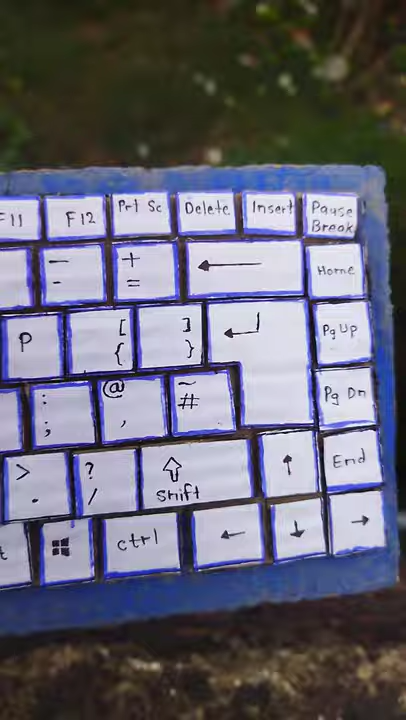 F11 F12 Prt Sc Delete Insert Pause
Break
— +
- = ← Home
P [ ] ↵ Pg Up
{ }
: @ ~ Pg Dn
; , #
> ? ⇧ ↑ End
. / Shift
t ctrl ← ↓ →